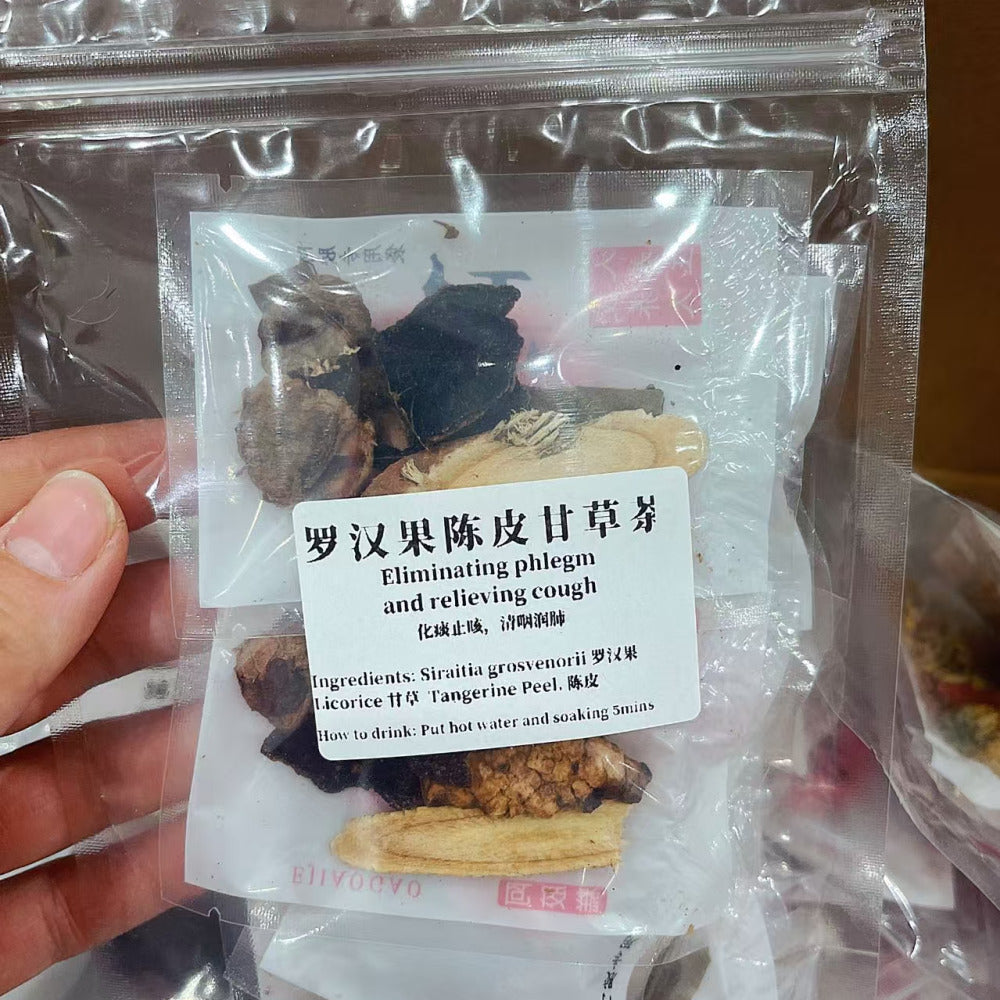 罗汉果陈皮甘草茶
Eliminating phlegm
and relieving cough
化痰止咳，清咽润肺
Ingredients: Siraitia grosvenorii 罗汉果
Licorice 甘草 Tangerine Peel, 陈皮
How to drink: Put hot water and soaking 5mins
EJIAOGAO